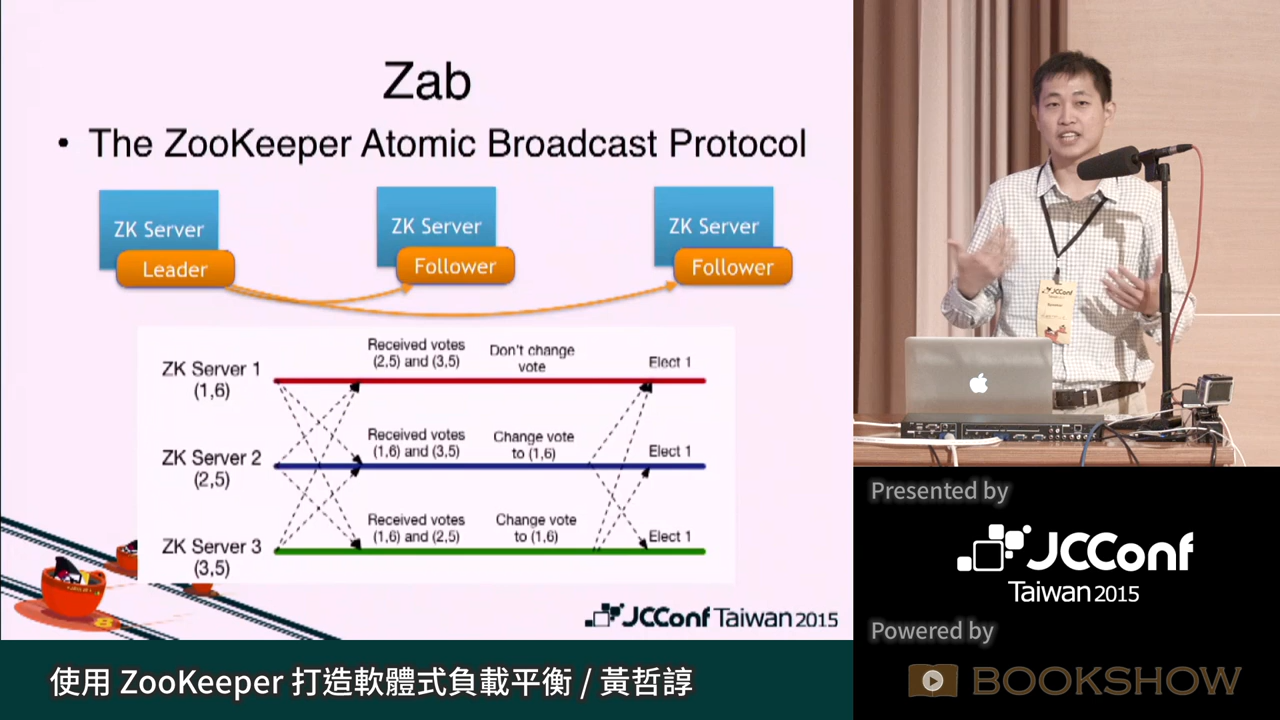 Zab
• The ZooKeeper Atomic Broadcast Protocol
ZK Server
Leader
ZK Server
Follower
ZK Server
Follower
ZK Server 1
(1,6)
Received votes
(2,5) and (3,5)
Don't change
vote
Elect 1
ZK Server 2
(2,5)
Received votes
(1,6) and (3,5)
Change vote
to (1,6)
Elect 1
ZK Server 3
(3,5)
Received votes
(1,6) and (2,5)
Change vote
to (1,6)
Elect 1
JCConf Taiwan 2015
使用 ZooKeeper 打造軟體式負載平衡 / 黃哲諄
JCConf
Presented by
JCConf
Taiwan 2015
Powered by
BOOKSHOW